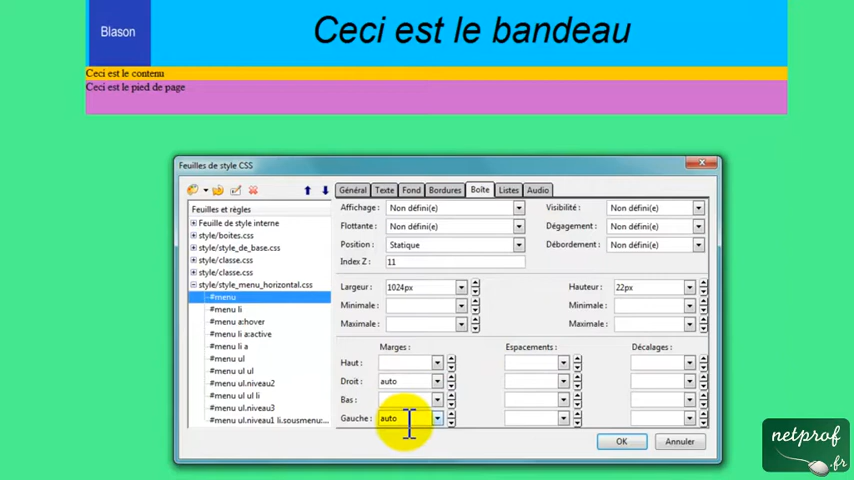 Blason
Ceci est le bandeau
Ceci est le contenu
Ceci est le pied de page
Feuilles de style CSS
Général Texte Fond Bordures Boîte Listes Audio
Feuilles et règles
Feuille de style interne
style/boites.css
style/style_de_base.css
style/classe.css
style/classe.css
style/style_menu_horizontal.css
#menu
#menu li
#menu a:hover
#menu li a:active
#menu li a
#menu ul
#menu ul ul
#menu ul.niveau2
#menu ul ul li
#menu ul.niveau3
#menu ul.niveau1 li.sousmenu:...
Affichage : Non défini(e) Visibilité : Non défini(e)
Flottante : Non défini(e) Dégagement : Non défini(e)
Position : Statique Débordement : Non défini(e)
Index Z : 11
Largeur : 1024px Hauteur : 22px
Minimale : Minimale :
Maximale : Maximale :
Marges : Espacements : Décalages :
Haut :
Droit : auto
Bas :
Gauche : auto
OK Annuler
netprof
.fr